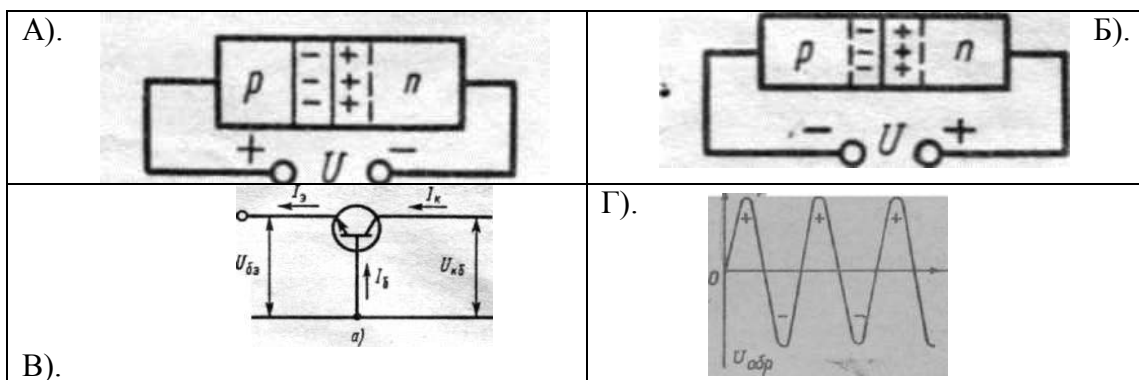 А).
p - + n
- +
- +
+ U -
Б).
p - + n
- +
- +
- U +
Iэ Iк
Uбэ Iб Uкб
а)
В).
Г).
+ + +
0
- -
Uобр